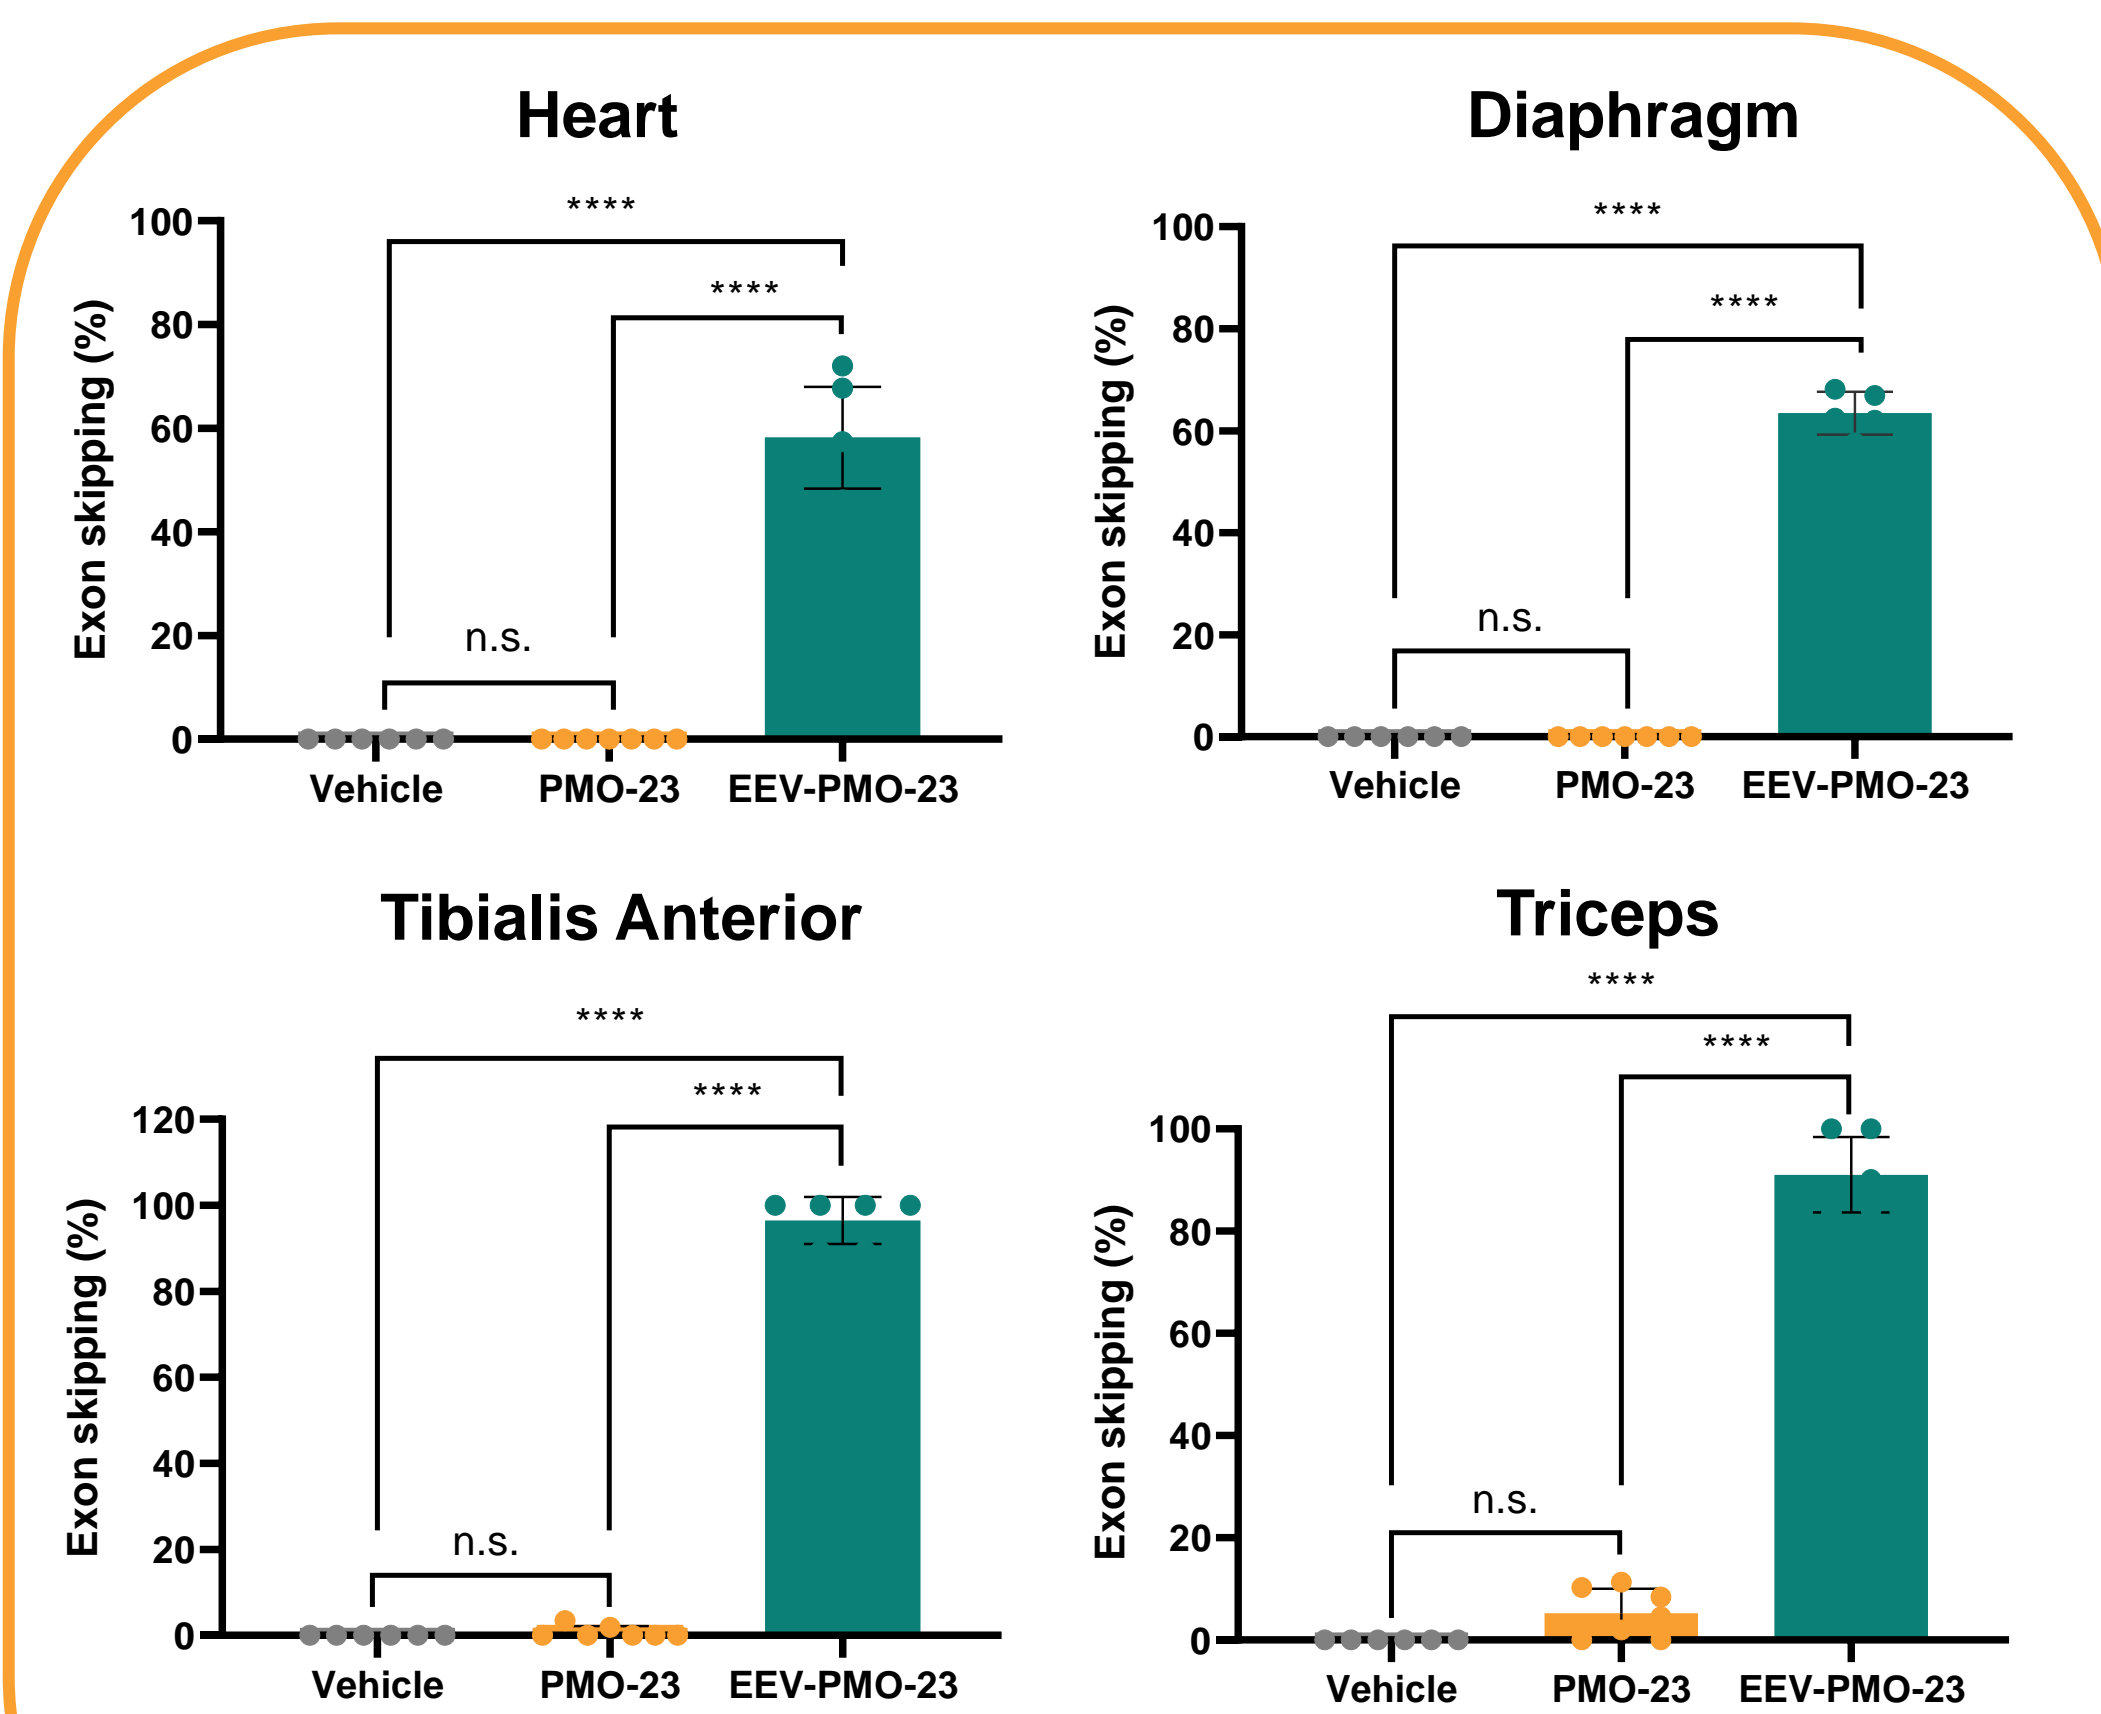 Heart
****
****
n.s.
Exon skipping (%)
100
80
60
40
20
0
Vehicle PMO-23 EEV-PMO-23
Diaphragm
****
****
n.s.
Exon skipping (%)
100
80
60
40
20
0
Vehicle PMO-23 EEV-PMO-23
Tibialis Anterior
****
****
n.s.
Exon skipping (%)
120
100
80
60
40
20
0
Vehicle PMO-23 EEV-PMO-23
Triceps
****
****
n.s.
Exon skipping (%)
100
80
60
40
20
0
Vehicle PMO-23 EEV-PMO-23